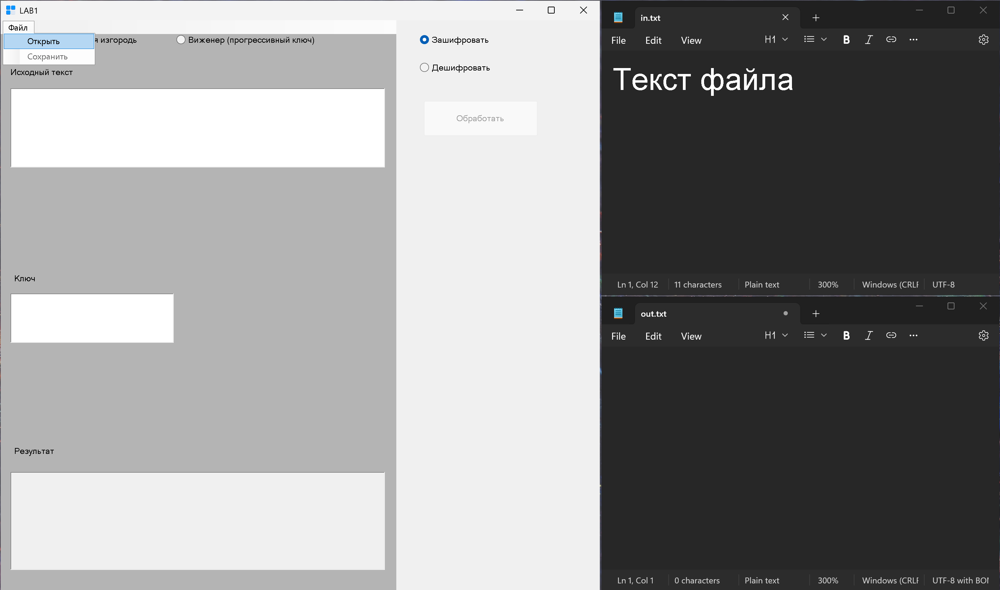 LAB1
Файл
Открыть
Сохранить
я изгородь
Виженер (прогрессивный ключ)
Исходный текст
Ключ
Результат
Зашифровать
Дешифровать
Обработать
in.txt
File Edit View H1 B I
Текст файла
Ln 1, Col 12 11 characters Plain text 300% Windows (CRLF UTF-8
out.txt
File Edit View H1 B I
Ln 1, Col 1 0 characters Plain text 300% Windows (CRLF UTF-8 with BOM